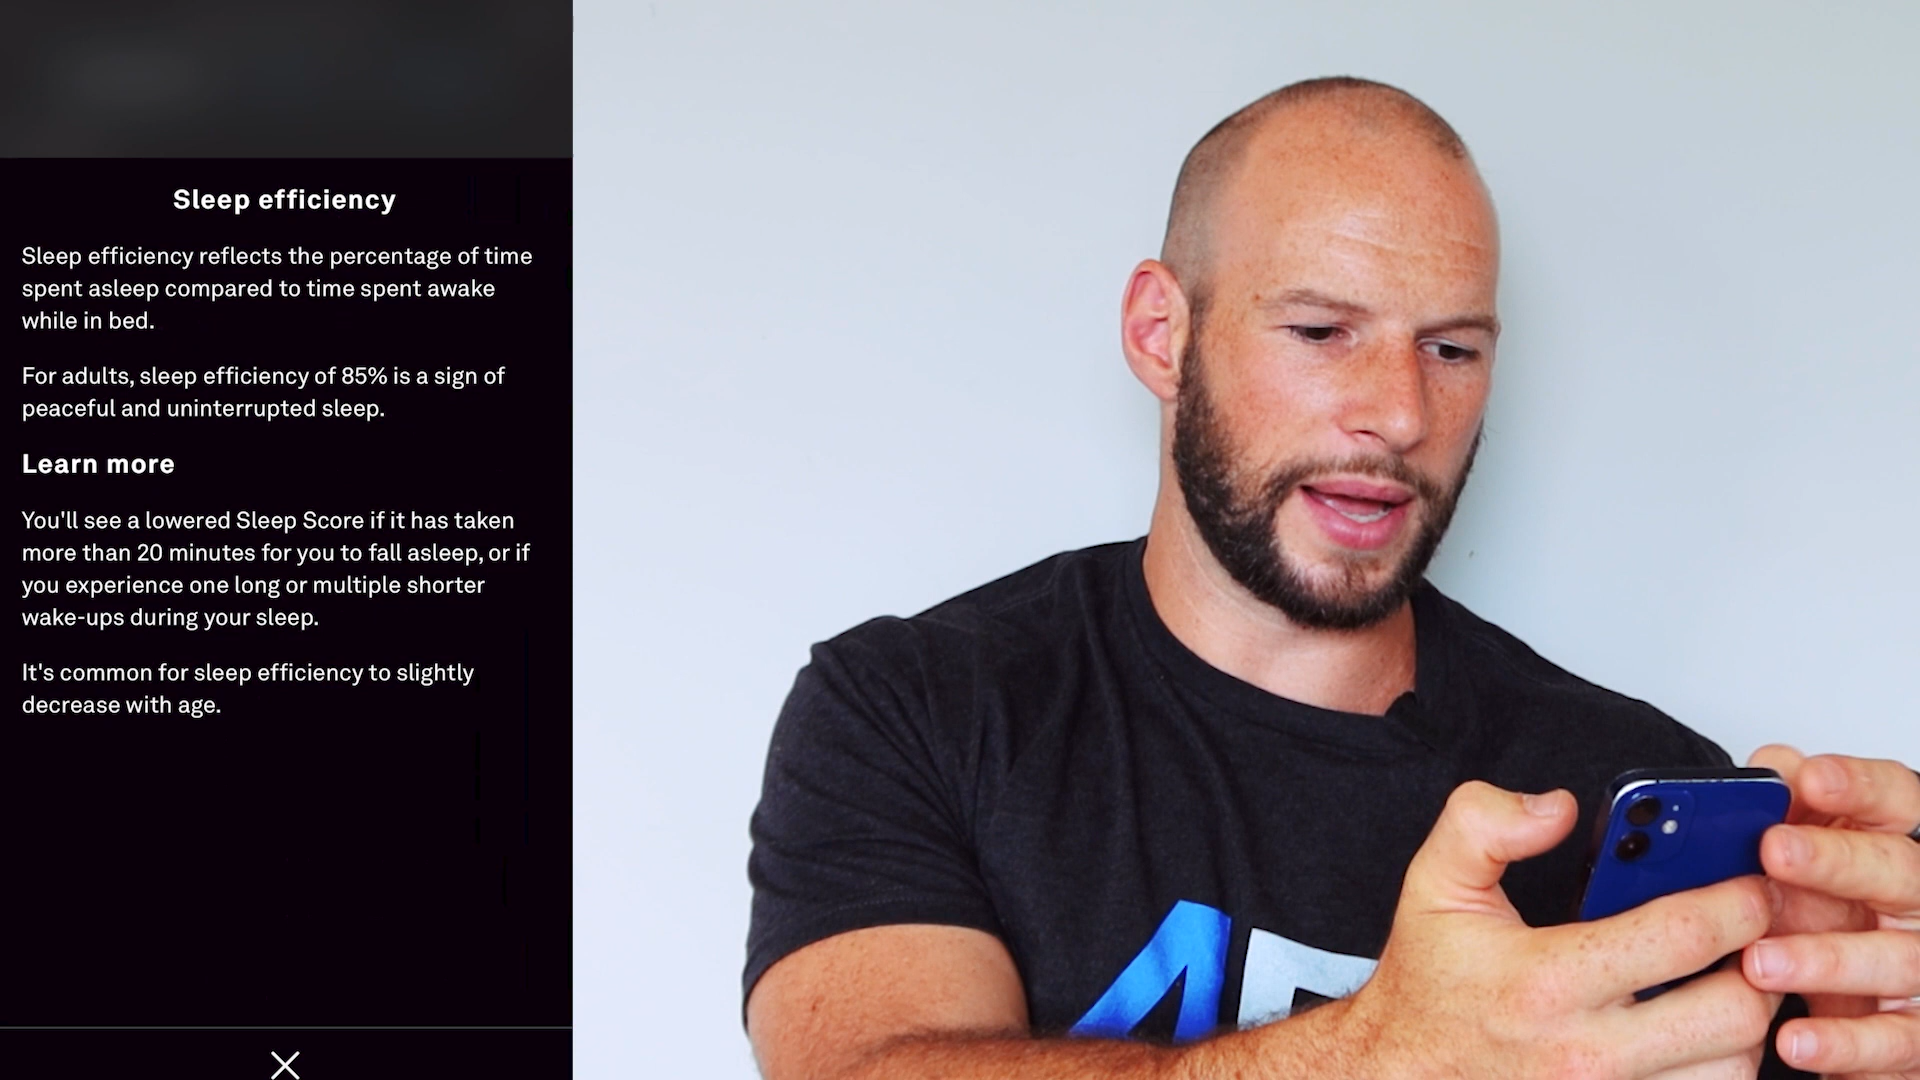 Sleep efficiency
Sleep efficiency reflects the percentage of time
spent asleep compared to time spent awake
while in bed.
For adults, sleep efficiency of 85% is a sign of
peaceful and uninterrupted sleep.
Learn more
You'll see a lowered Sleep Score if it has taken
more than 20 minutes for you to fall asleep, or if
you experience one long or multiple shorter
wake-ups during your sleep.
It's common for sleep efficiency to slightly
decrease with age.